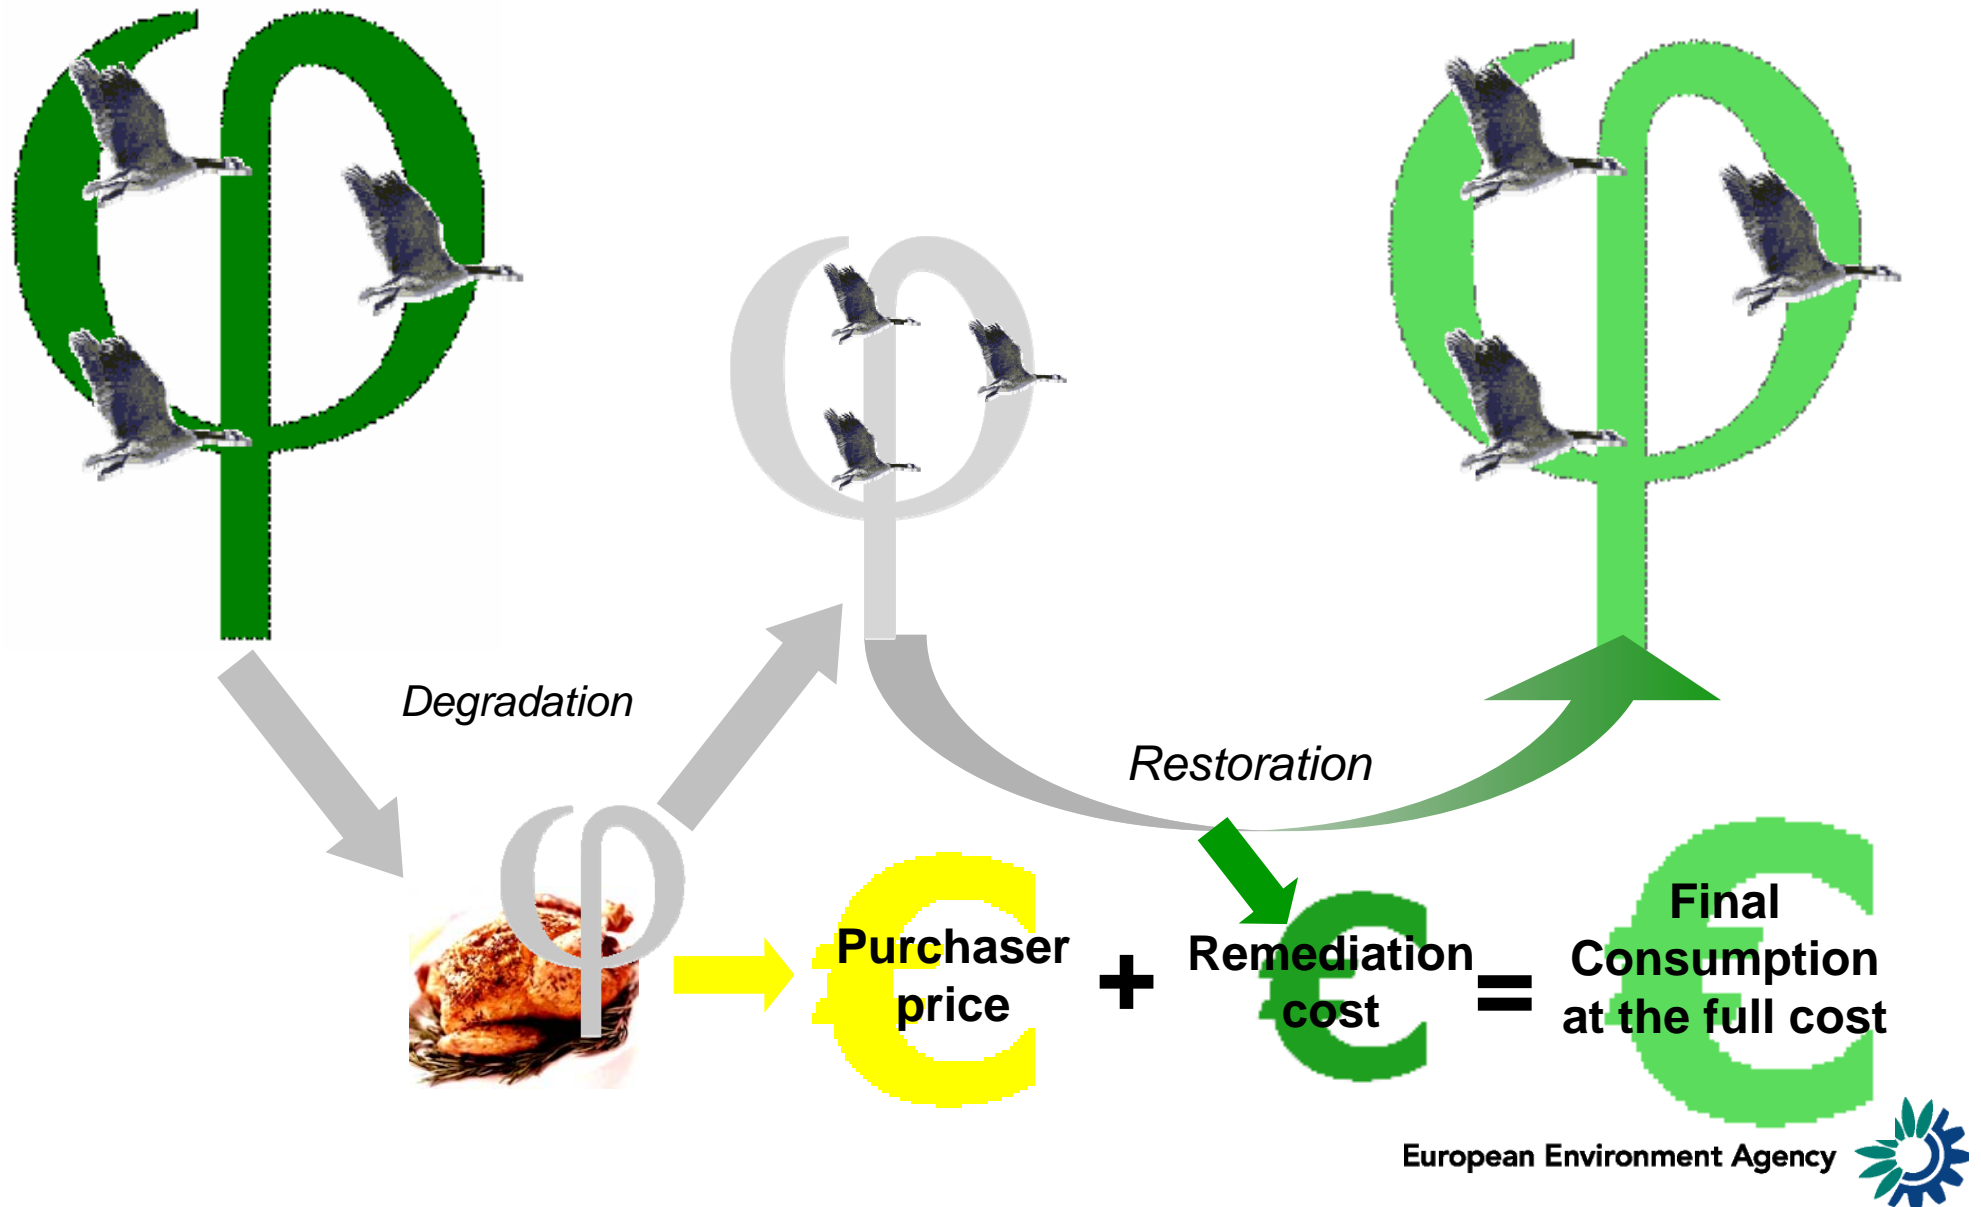 φ
φ
φ
Degradation
Restoration
φ
€
Purchaser
price
+
€
Remediation
cost
=
€
Final
Consumption
at the full cost
European Environment Agency